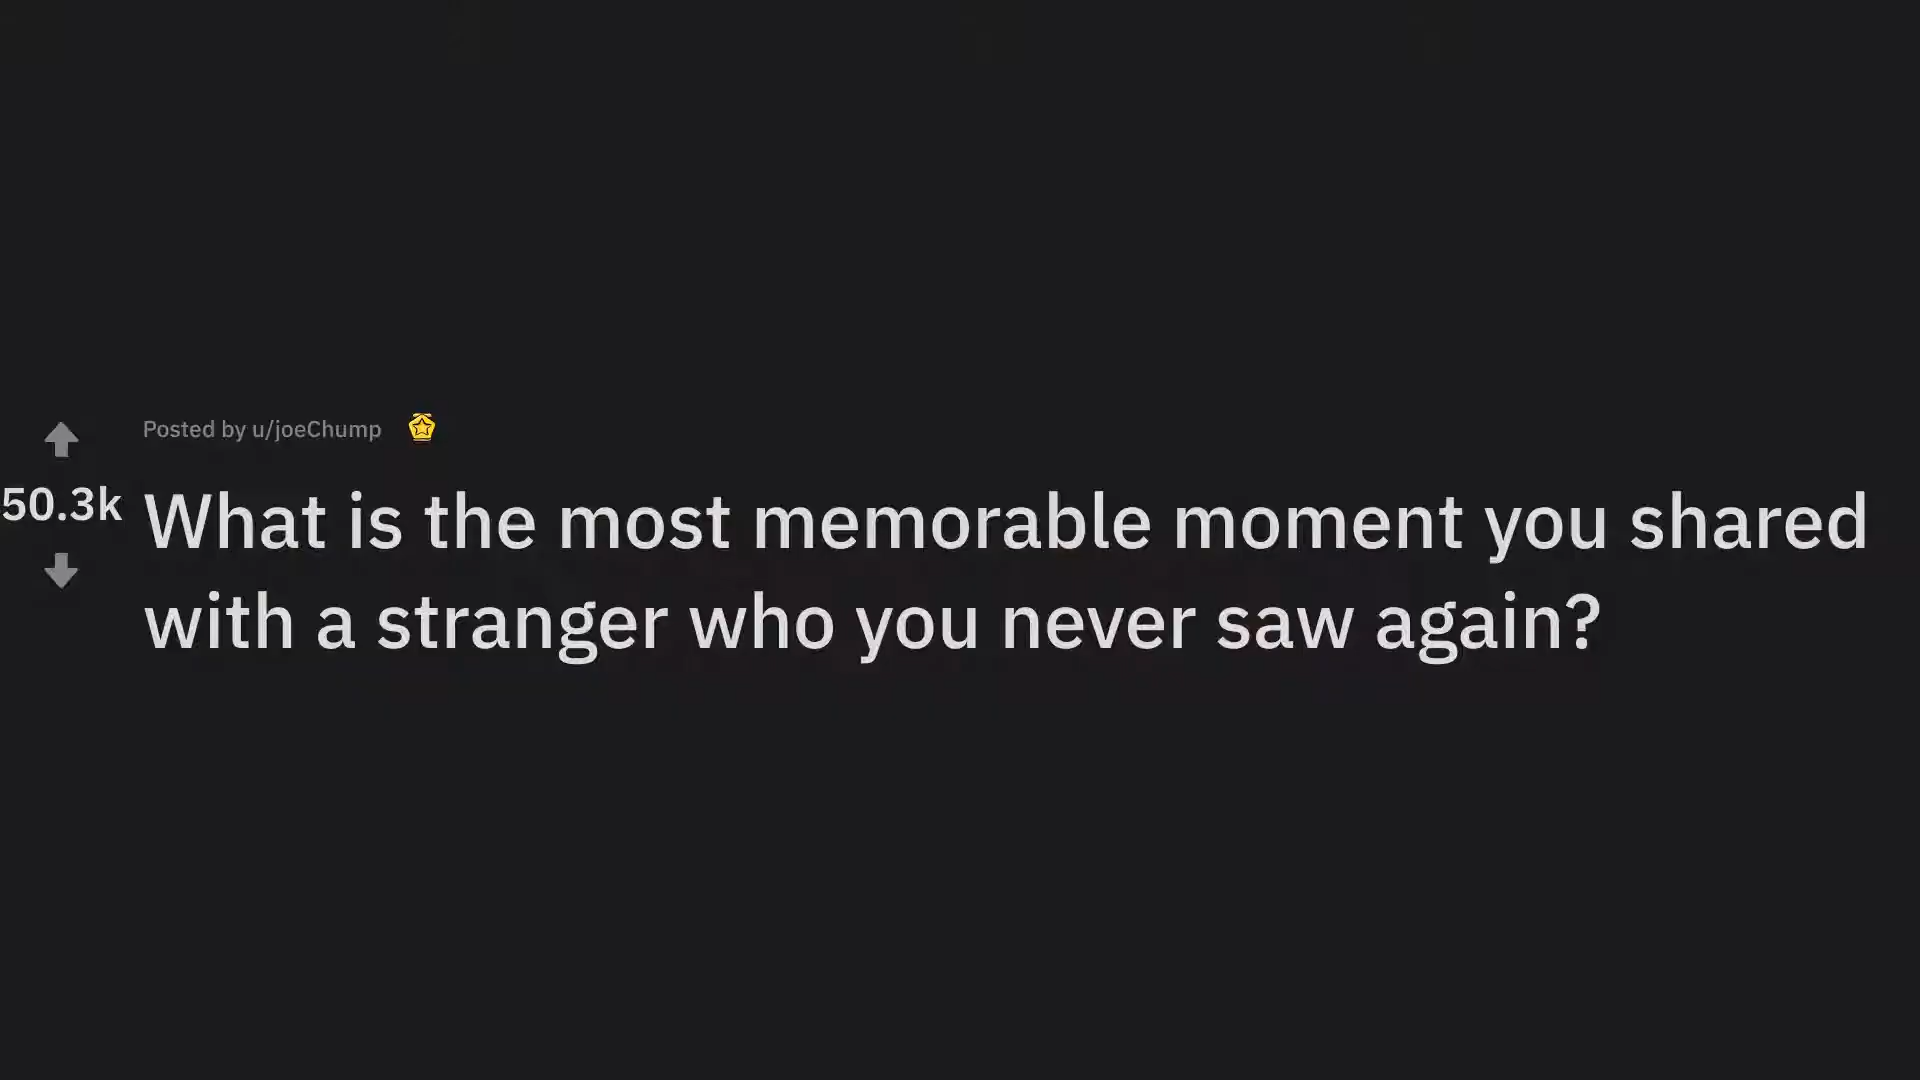 Posted by u/joeChump
50.3k
What is the most memorable moment you shared
with a stranger who you never saw again?